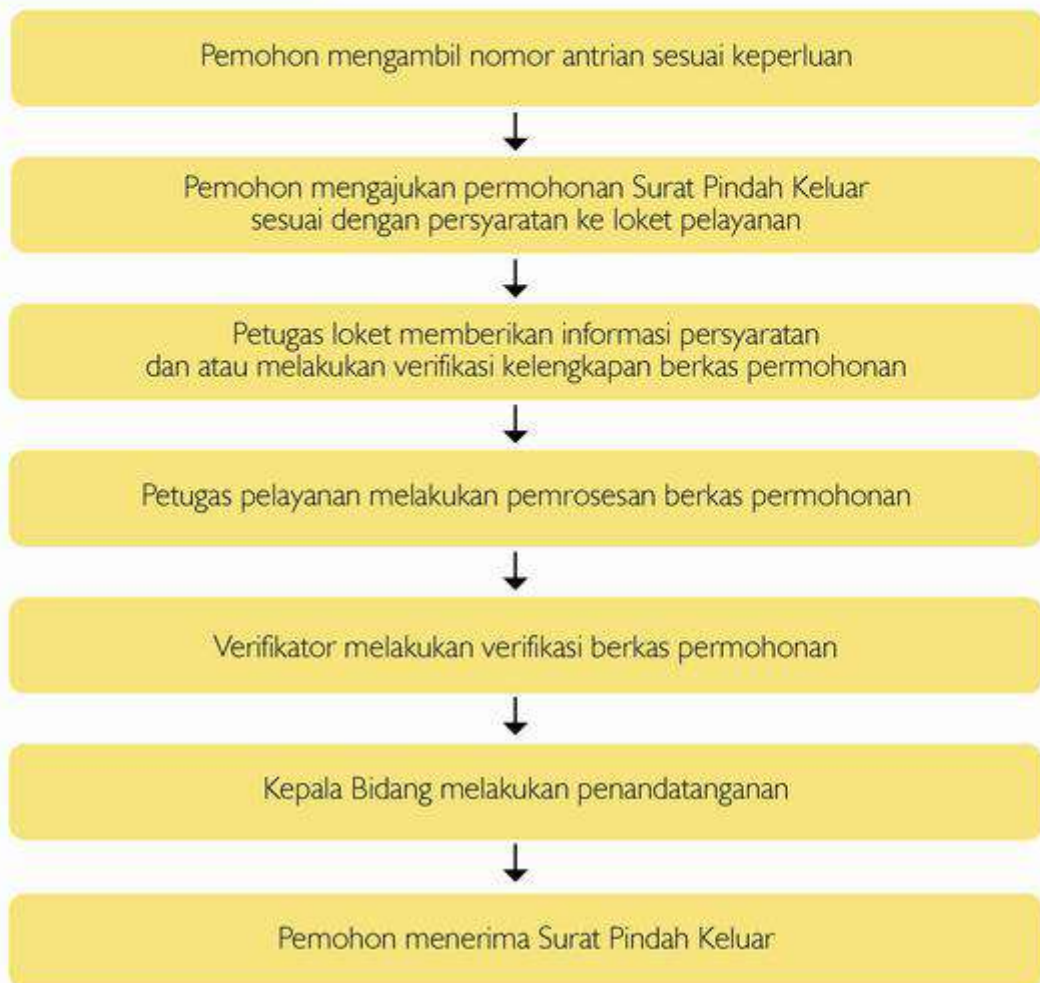 Pemohon mengambil nomor antrian sesuai keperluan
Pemohon mengajukan permohonan Surat Pindah Keluar
sesuai dengan persyaratan ke loket pelayanan
Petugas loket memberikan informasi persyaratan
dan atau melakukan verifikasi kelengkapan berkas permohonan
Petugas pelayanan melakukan pemrosesan berkas permohonan
Verifikator melakukan verifikasi berkas permohonan
Kepala Bidang melakukan penandatanganan
Pemohon menerima Surat Pindah Keluar